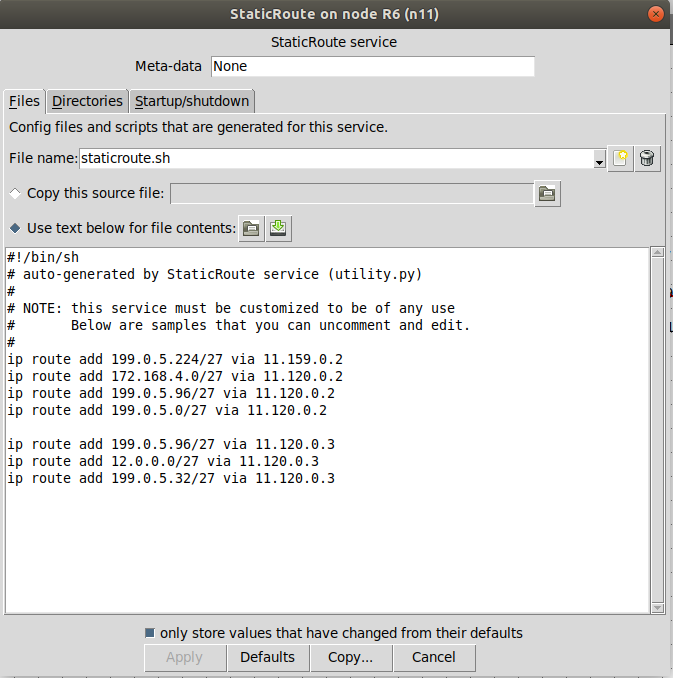 StaticRoute on node R6 (n11)
StaticRoute service
Meta-data None
Files Directories Startup/shutdown
Config files and scripts that are generated for this service.
File name: staticroute.sh
Copy this source file:
Use text below for file contents:
#!/bin/sh
# auto-generated by StaticRoute service (utility.py)
#
# NOTE: this service must be customized to be of any use
#       Below are samples that you can uncomment and edit.
#
ip route add 199.0.5.224/27 via 11.159.0.2
ip route add 172.168.4.0/27 via 11.120.0.2
ip route add 199.0.5.96/27 via 11.120.0.2
ip route add 199.0.5.0/27 via 11.120.0.2
ip route add 199.0.5.96/27 via 11.120.0.3
ip route add 12.0.0.0/27 via 11.120.0.3
ip route add 199.0.5.32/27 via 11.120.0.3
only store values that have changed from their defaults
Apply Defaults Copy... Cancel